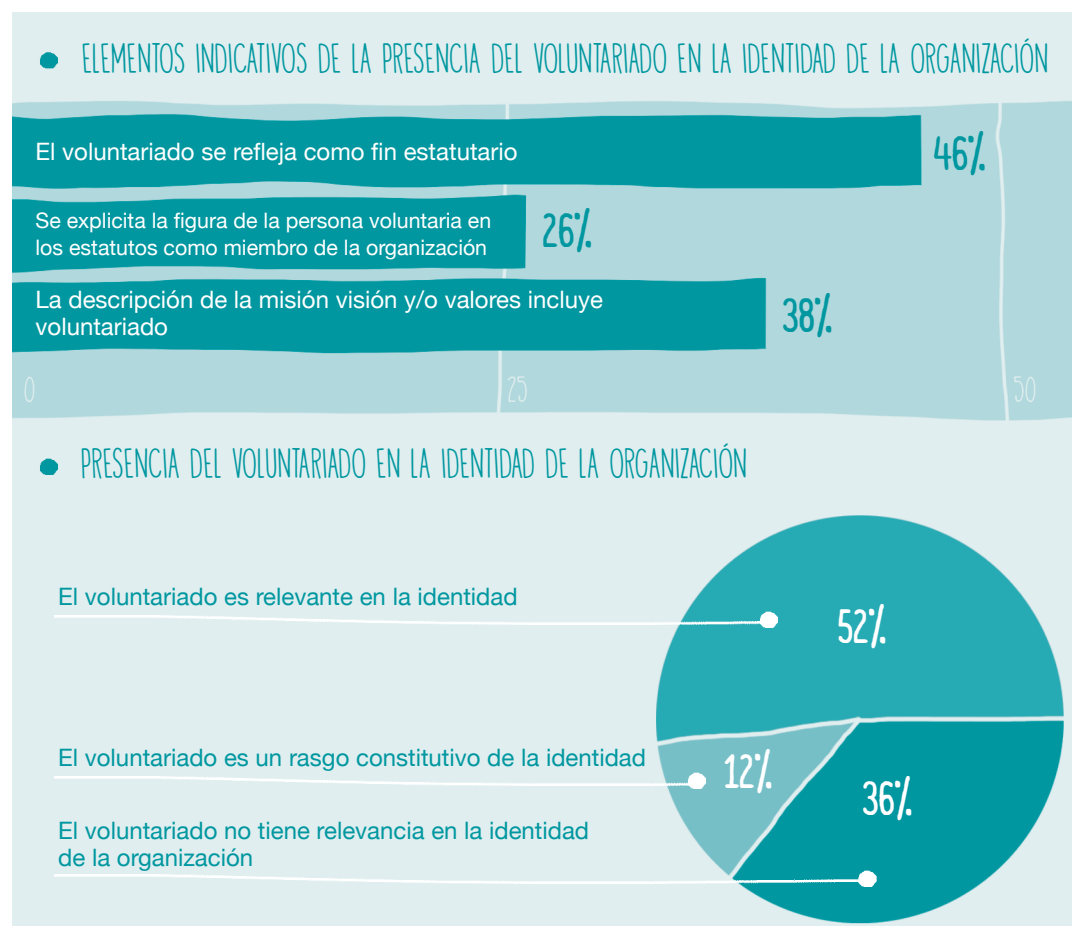 ELEMENTOS INDICATIVOS DE LA PRESENCIA DEL VOLUNTARIADO EN LA IDENTIDAD DE LA ORGANIZACIÓN
El voluntariado se refleja como fin estatutario
46%
Se explicita la figura de la persona voluntaria en
los estatutos como miembro de la organización
26%
La descripción de la misión visión y/o valores incluye
voluntariado
38%
0
25
50
PRESENCIA DEL VOLUNTARIADO EN LA IDENTIDAD DE LA ORGANIZACIÓN
El voluntariado es relevante en la identidad
52%
El voluntariado es un rasgo constitutivo de la identidad
12%
El voluntariado no tiene relevancia en la identidad
de la organización
36%